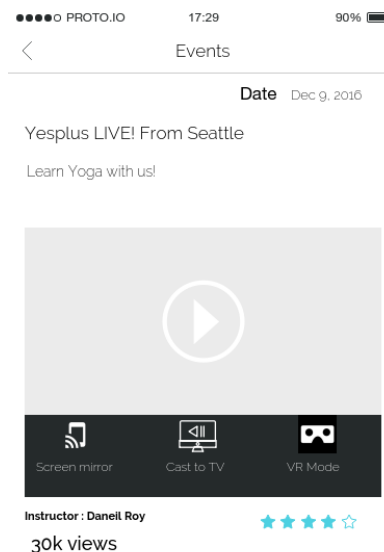 PROTO.IO 17:29 90%
Events
Date Dec 9, 2016
Yesplus LIVE! From Seattle
Learn Yoga with us!
Screen mirror Cast to TV VR Mode
Instructor : Daneil Roy
30k views